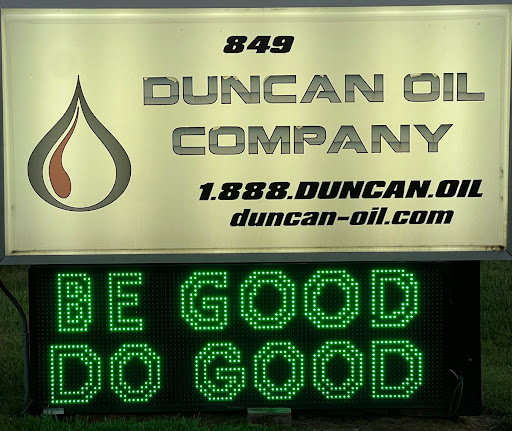 849
DUNCAN OIL
COMPANY
1.888.DUNCAN.OIL
duncan-oil.com
BE GOOD
DO GOOD